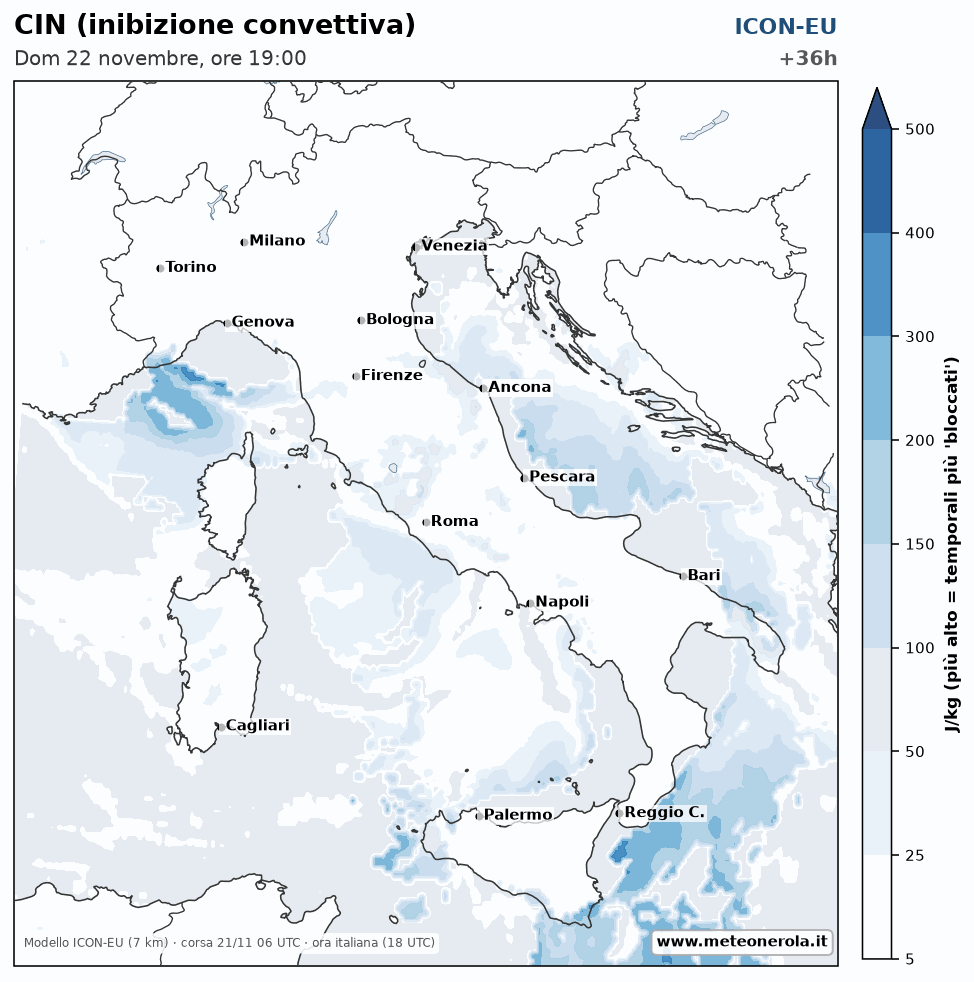 CIN (inibizione convettiva)
ICON-EU
Dom 22 novembre, ore 19:00
+36h
Milano
Venezia
Torino
Genova
Bologna
Firenze
Ancona
Pescara
Roma
Bari
Napoli
Cagliari
Palermo
Reggio C.
Modello ICON-EU (7 km) · corsa 21/11 06 UTC · ora italiana (18 UTC)
www.meteonerola.it
500
400
300
200
150
100
50
25
5
J/kg (più alto = temporali più 'bloccati')